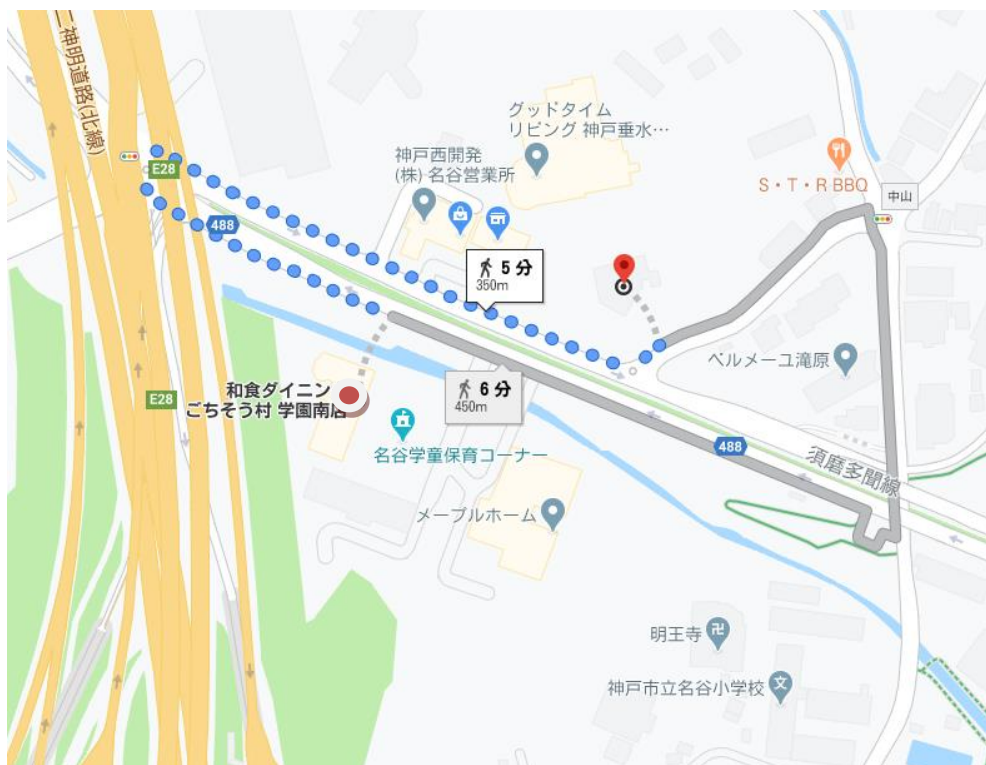 二神明道路(北線)
グッドタイム
リビング 神戸垂水…
神戸西開発
(株) 名谷営業所
E28
488
S・T・R BBQ
中山
5 分
350m
ベルメーユ滝原
和食ダイニン
ごちそう村 学園南店
6 分
450m
E28
名谷学童保育コーナー
488
須磨多聞線
メープルホーム
明王寺
卍
神戸市立名谷小学校
文